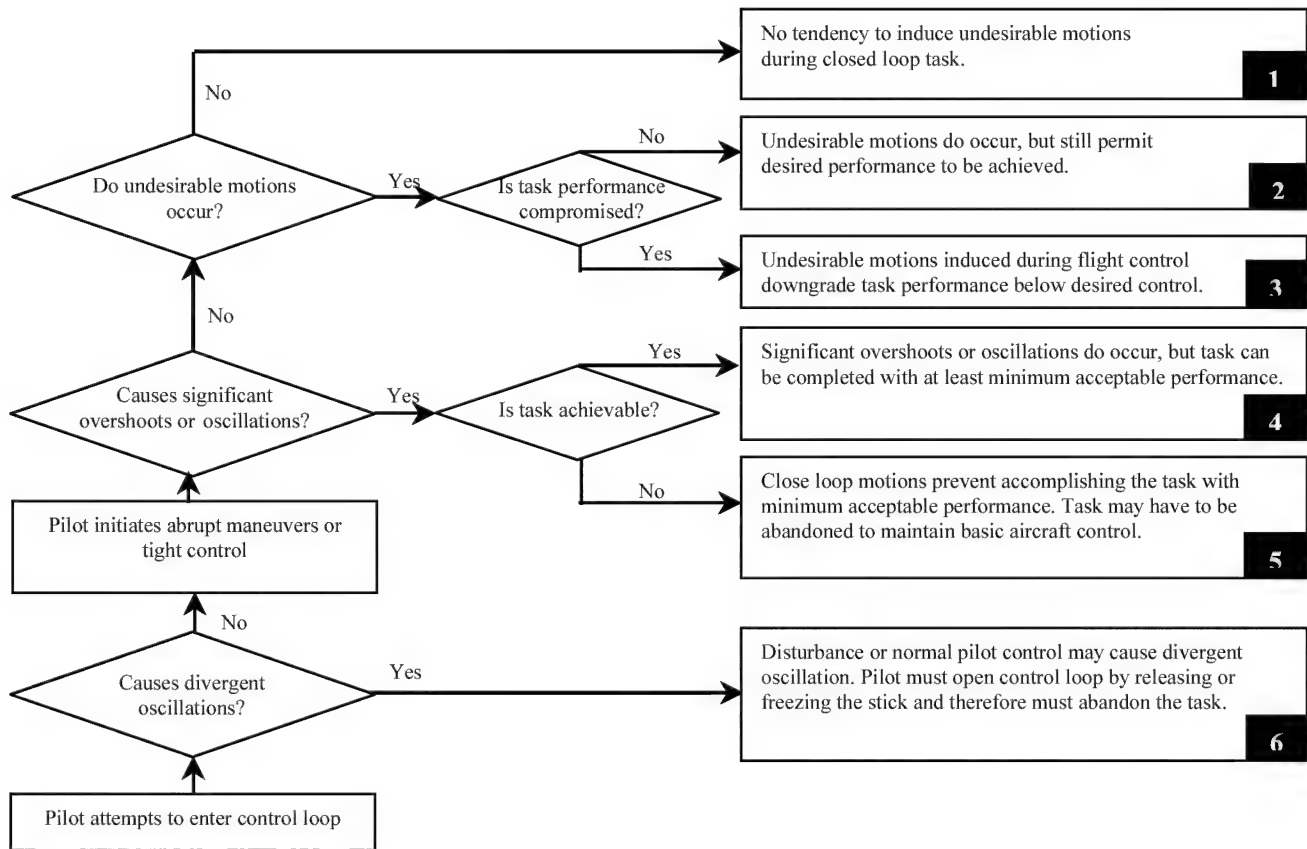 No tendency to induce undesirable motions
during closed loop task.
1
No
No
Undesirable motions do occur, but still permit
desired performance to be achieved.
2
Do undesirable motions
occur?
Yes
Is task performance
compromised?
Yes
Undesirable motions induced during flight control
downgrade task performance below desired control.
3
No
Yes
Significant overshoots or oscillations do occur, but task can
be completed with at least minimum acceptable performance.
4
Causes significant
overshoots or oscillations?
Yes
Is task achievable?
No
Close loop motions prevent accomplishing the task with
minimum acceptable performance. Task may have to be
abandoned to maintain basic aircraft control.
5
Pilot initiates abrupt maneuvers or
tight control
No
Causes divergent
oscillations?
Yes
Disturbance or normal pilot control may cause divergent
oscillation. Pilot must open control loop by releasing or
freezing the stick and therefore must abandon the task.
6
Pilot attempts to enter control loop